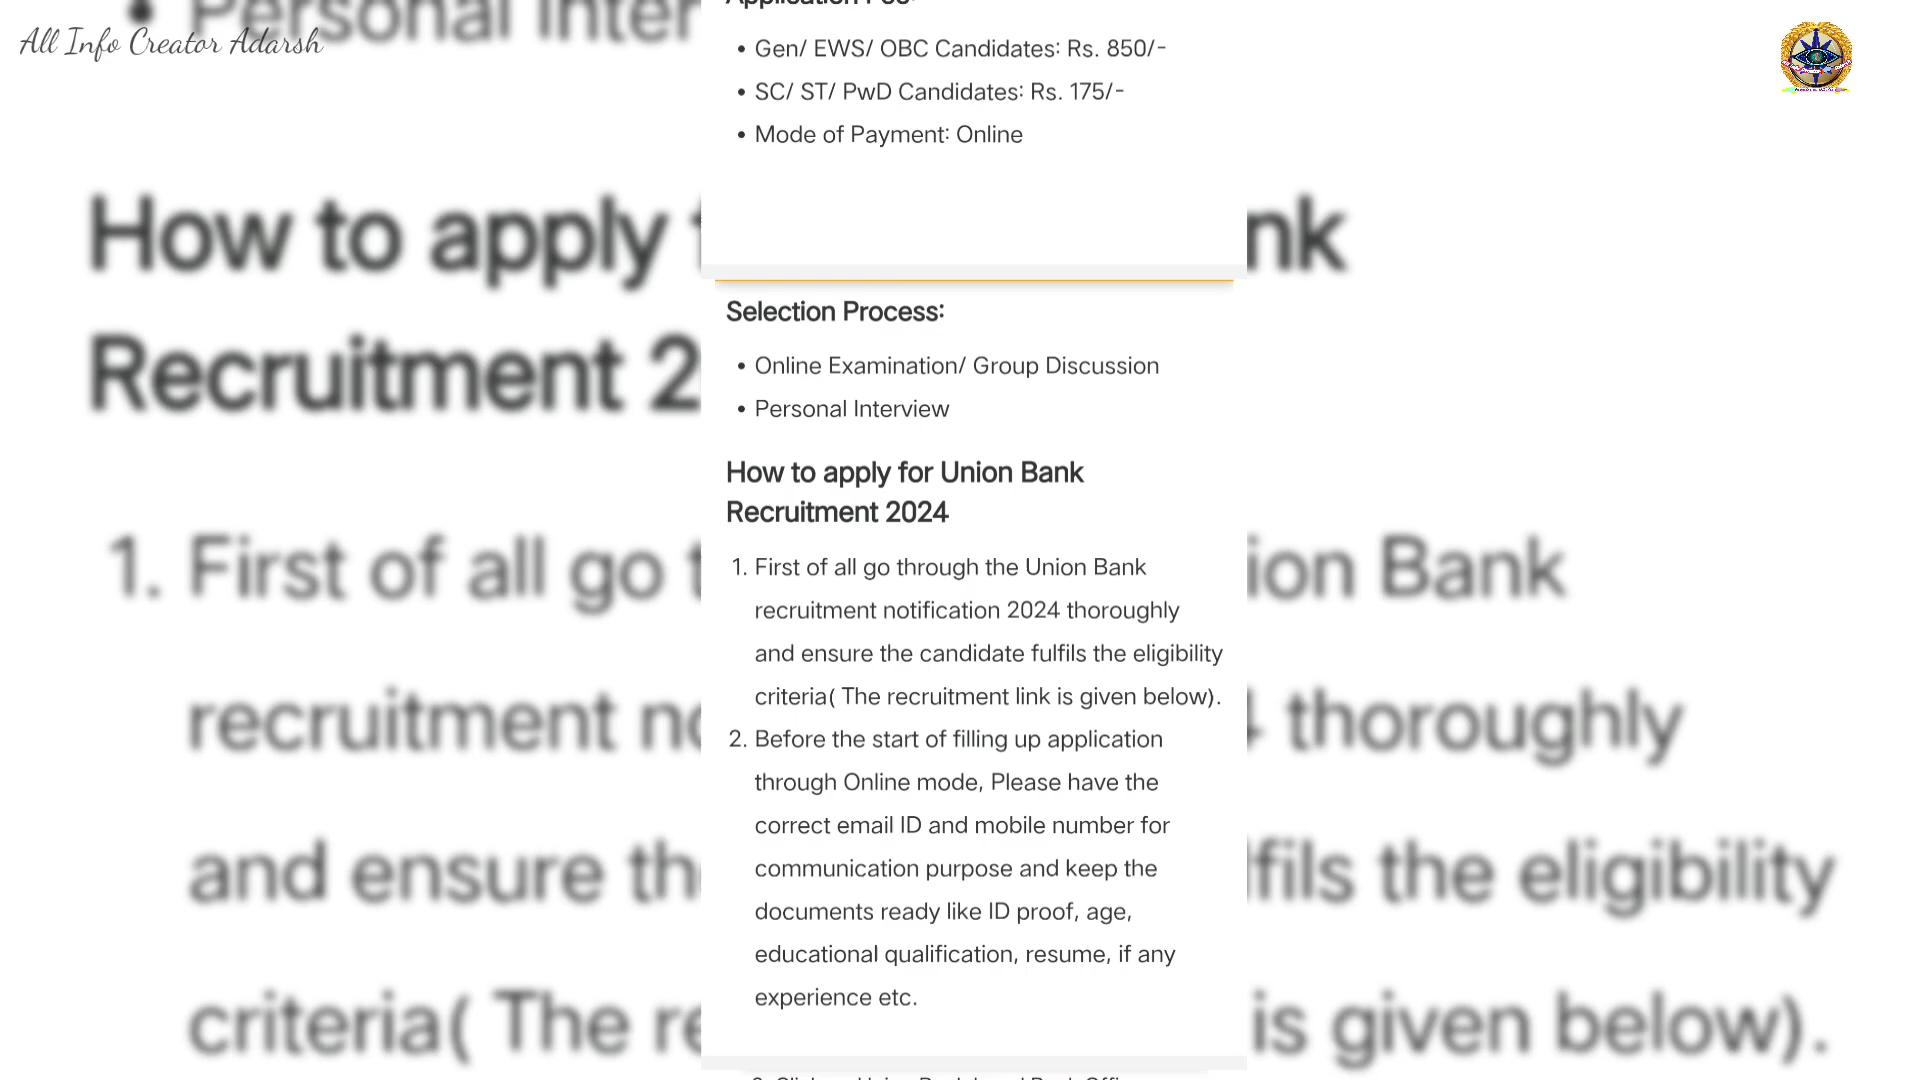 All Info Creator Adarsh
• Gen/ EWS/ OBC Candidates: Rs. 850/-
• SC/ ST/ PwD Candidates: Rs. 175/-
• Mode of Payment: Online
Selection Process:
• Online Examination/ Group Discussion
• Personal Interview
How to apply for Union Bank
Recruitment 2024
1. First of all go through the Union Bank
recruitment notification 2024 thoroughly
and ensure the candidate fulfils the eligibility
criteria( The recruitment link is given below).
2. Before the start of filling up application
through Online mode, Please have the
correct email ID and mobile number for
communication purpose and keep the
documents ready like ID proof, age,
educational qualification, resume, if any
experience etc.